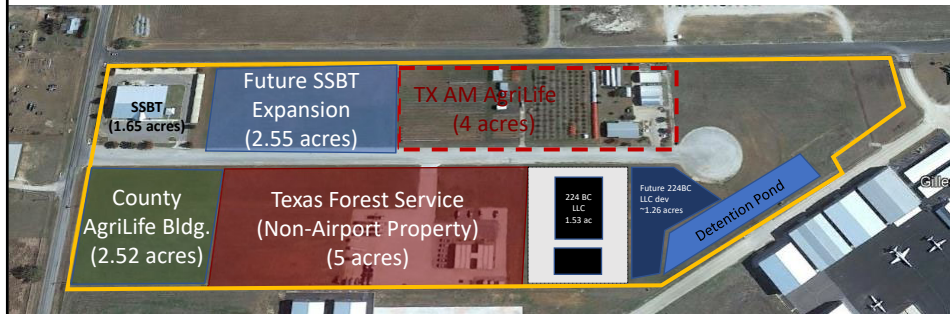 SSBT
(1.65 acres)
Future SSBT
Expansion
(2.55 acres)
TX AM AgriLife
(4 acres)
County
AgriLife Bldg.
(2.52 acres)
Texas Forest Service
(Non-Airport Property)
(5 acres)
224 BC
LLC
1.53 ac
Future 224BC
LLC dev
~1.26 acres
Detention Pond
Gille